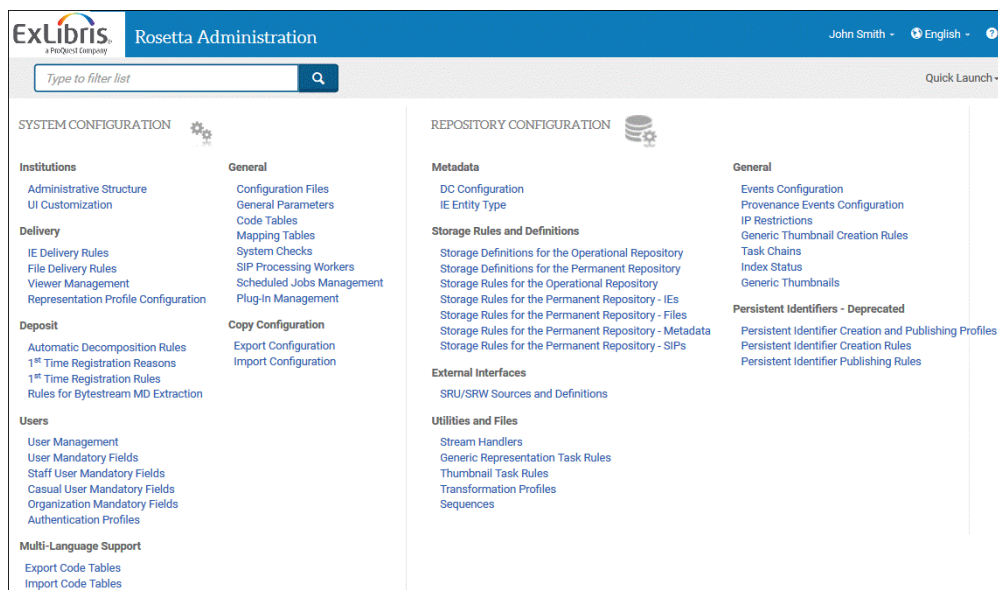 ExLibris
a ProQuest Company
Rosetta Administration
John Smith
English
?
Type to filter list
Quick Launch
SYSTEM CONFIGURATION
Institutions
Administrative Structure
UI Customization
Delivery
IE Delivery Rules
File Delivery Rules
Viewer Management
Representation Profile Configuration
Deposit
Automatic Decomposition Rules
1st Time Registration Reasons
1st Time Registration Rules
Rules for Bytestream MD Extraction
Users
User Management
User Mandatory Fields
Staff User Mandatory Fields
Casual User Mandatory Fields
Organization Mandatory Fields
Authentication Profiles
Multi-Language Support
Export Code Tables
Import Code Tables
General
Configuration Files
General Parameters
Code Tables
Mapping Tables
System Checks
SIP Processing Workers
Scheduled Jobs Management
Plug-In Management
Copy Configuration
Export Configuration
Import Configuration
REPOSITORY CONFIGURATION
Metadata
DC Configuration
IE Entity Type
Storage Rules and Definitions
Storage Definitions for the Operational Repository
Storage Definitions for the Permanent Repository
Storage Rules for the Operational Repository
Storage Rules for the Permanent Repository - IEs
Storage Rules for the Permanent Repository - Files
Storage Rules for the Permanent Repository - Metadata
Storage Rules for the Permanent Repository - SIPs
External Interfaces
SRU/SRW Sources and Definitions
Utilities and Files
Stream Handlers
Generic Representation Task Rules
Thumbnail Task Rules
Transformation Profiles
Sequences
General
Events Configuration
Provenance Events Configuration
IP Restrictions
Generic Thumbnail Creation Rules
Task Chains
Index Status
Generic Thumbnails
Persistent Identifiers - Deprecated
Persistent Identifier Creation and Publishing Profiles
Persistent Identifier Creation Rules
Persistent Identifier Publishing Rules